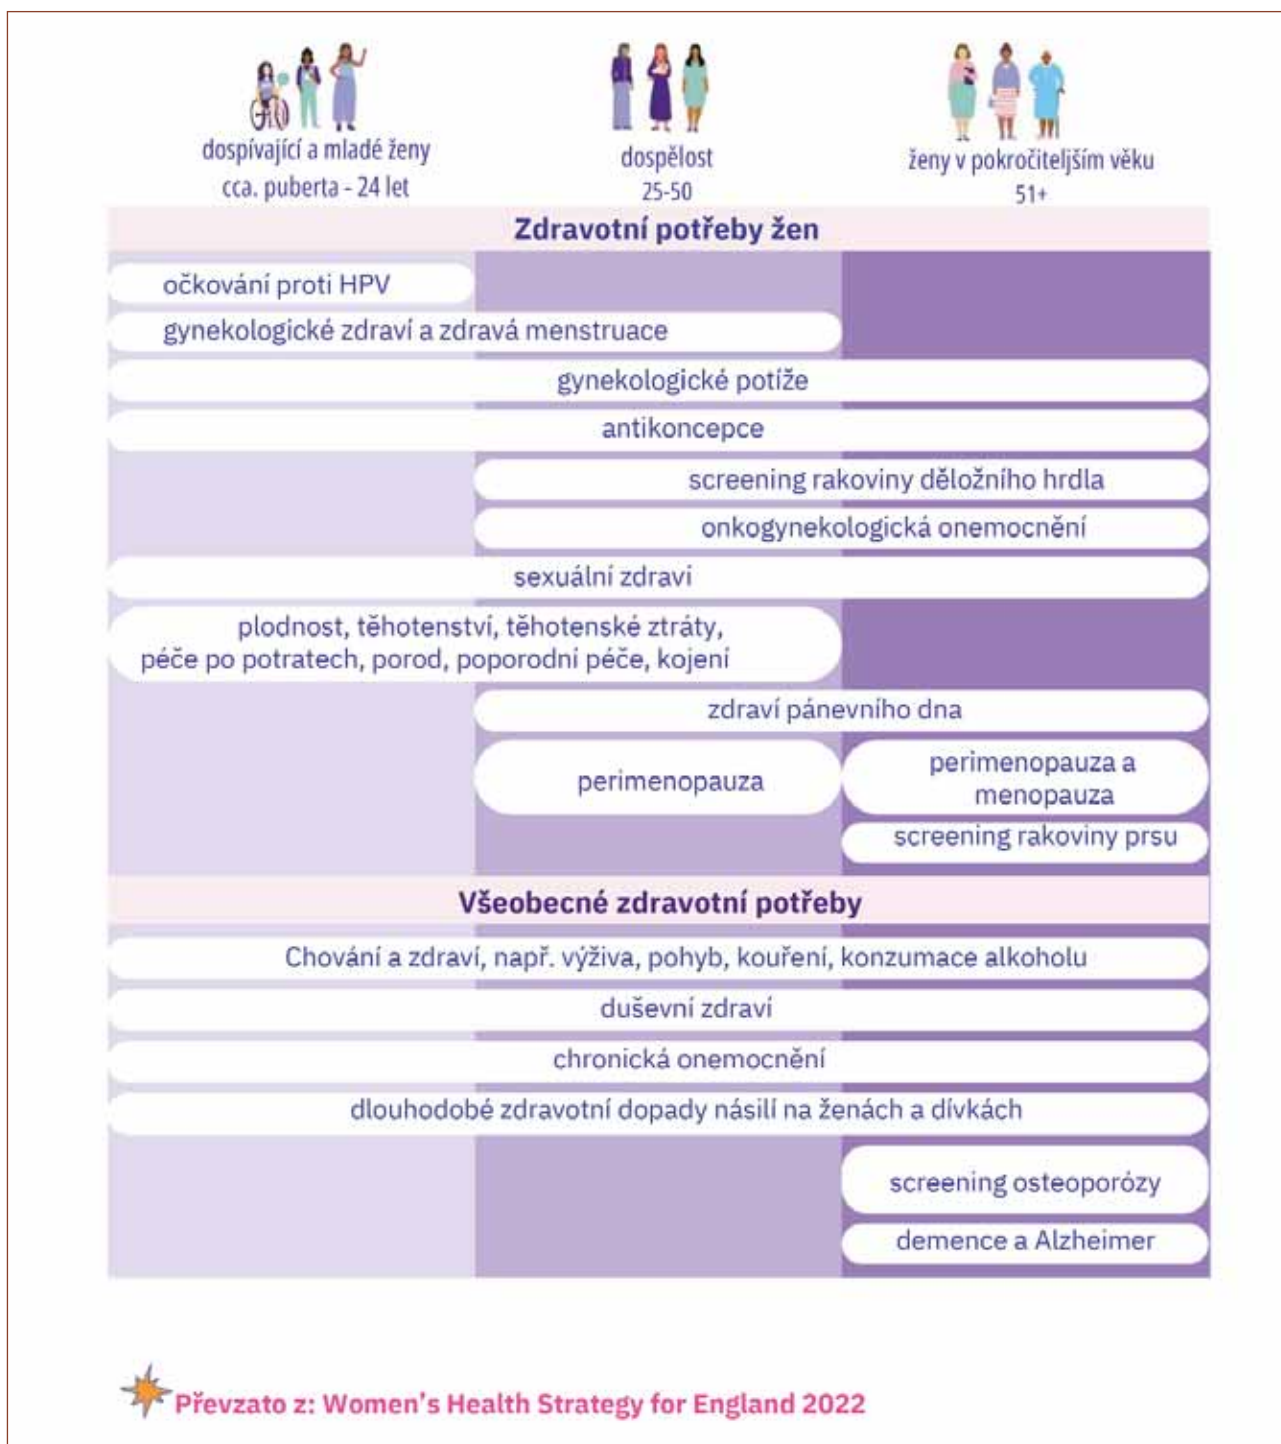 dospívající a mladé ženy
cca. puberta - 24 let
dospělost
25-50
ženy v pokročiteljším věku
51+
Zdravotní potřeby žen
očkování proti HPV
gynekologické zdraví a zdravá menstruace
gynekologické potíže
antikoncepce
screening rakoviny děložního hrdla
onkogynekologická onemocnění
sexuální zdraví
plodnost, těhotenství, těhotenské ztráty,
péče po potratech, porod, poporodní péče, kojení
zdraví pánevního dna
perimenopauza
perimenopauza a
menopauza
screening rakoviny prsu
Všeobecné zdravotní potřeby
Chování a zdraví, např. výživa, pohyb, kouření, konzumace alkoholu
duševní zdraví
chronická onemocnění
dlouhodobé zdravotní dopady násilí na ženách a dívkách
screening osteoporózy
demence a Alzheimer
Převzato z: Women's Health Strategy for England 2022